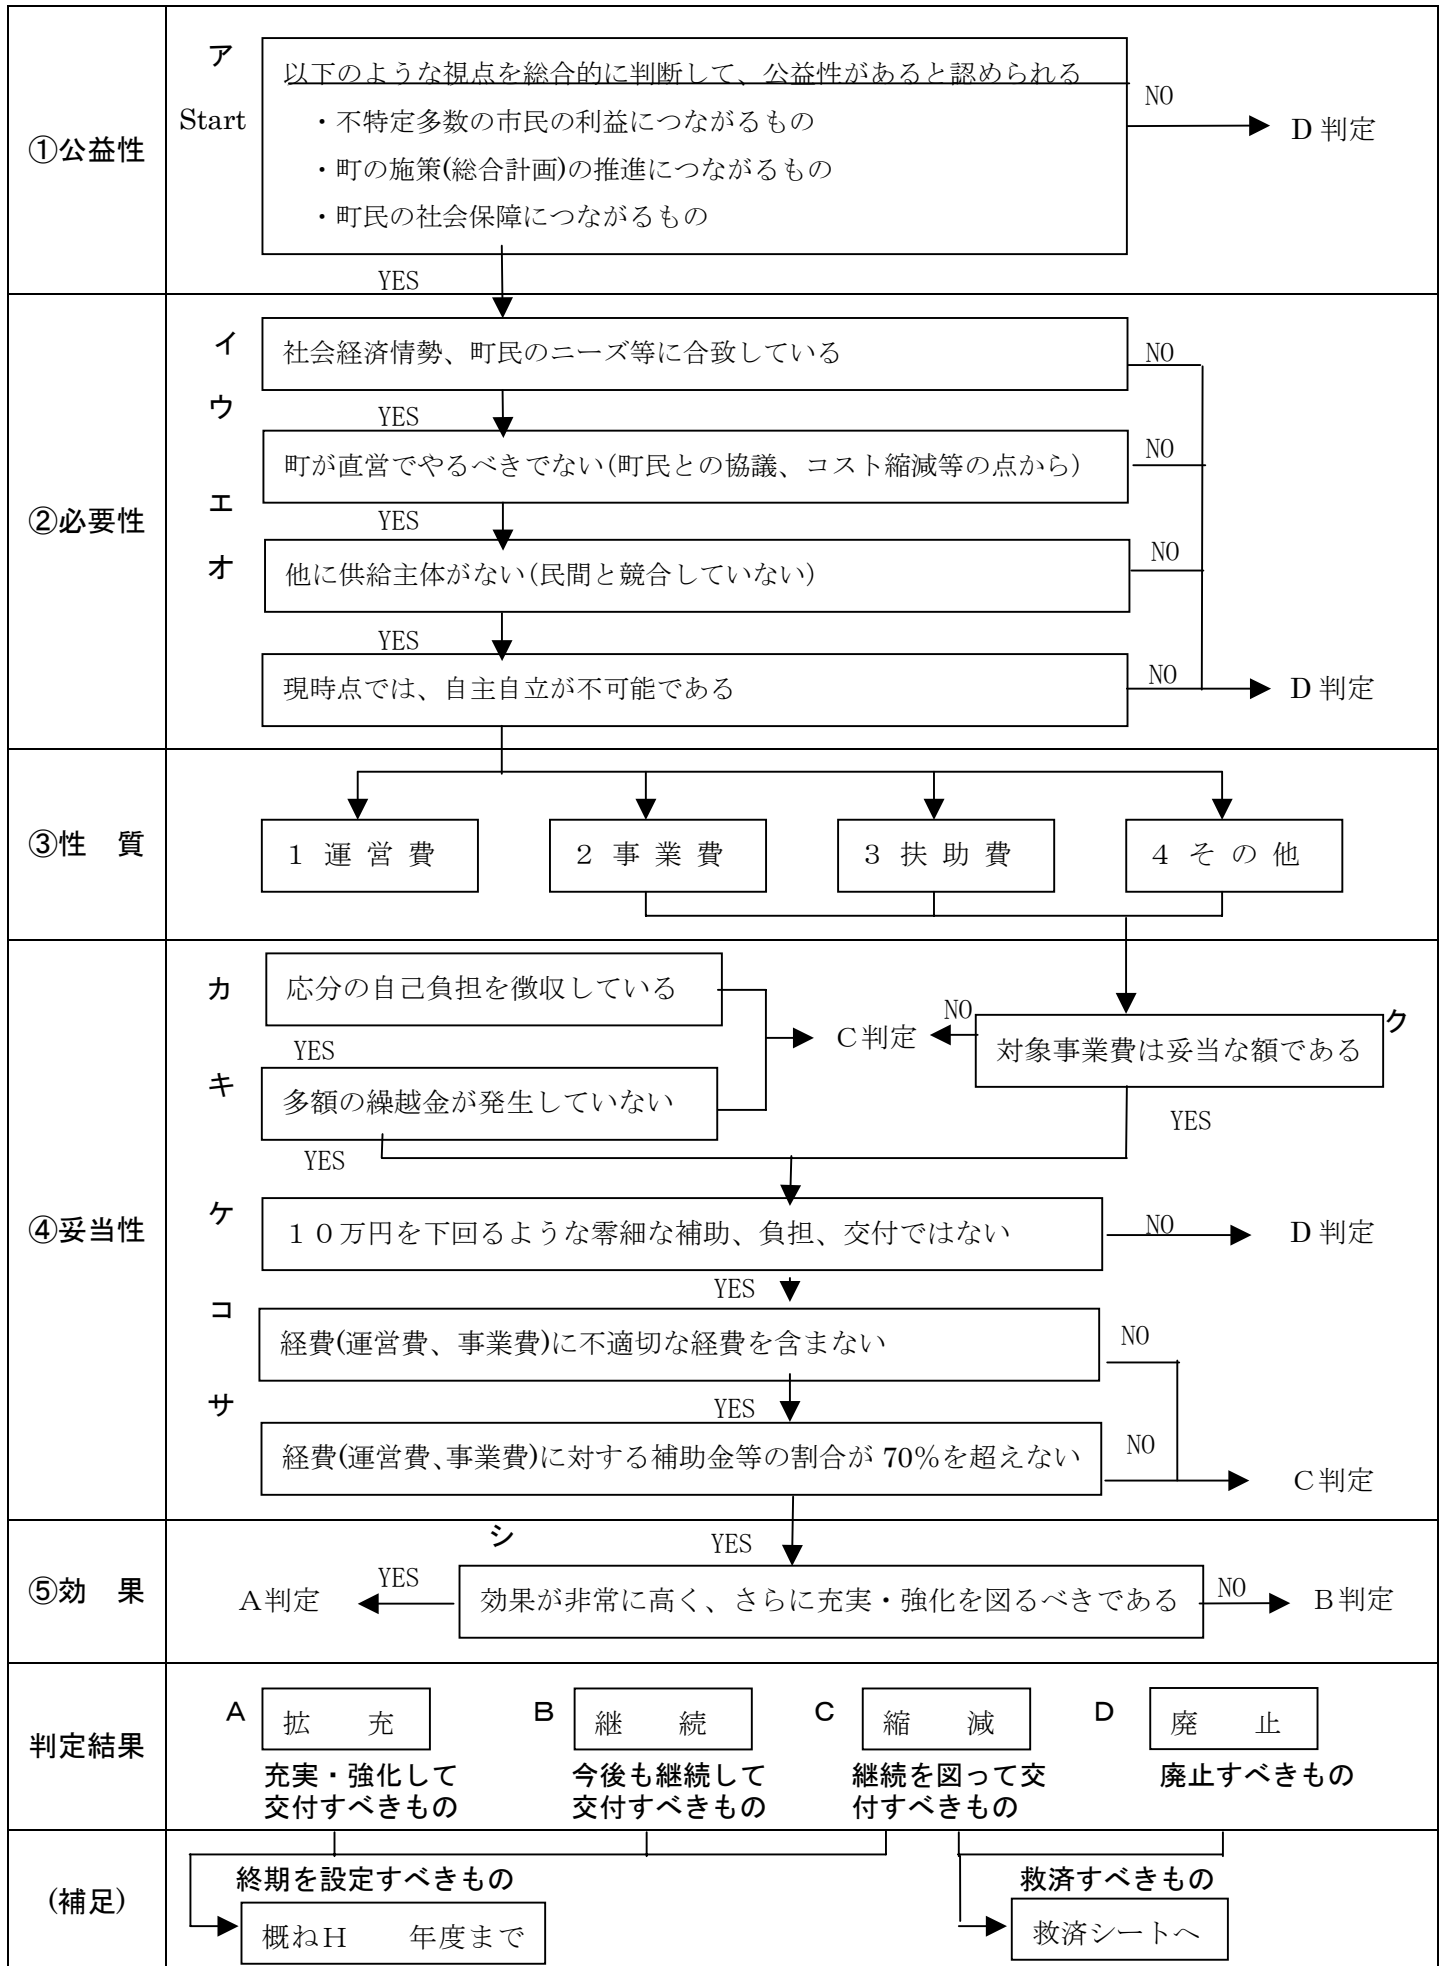 ①公益性
ア
Start
以下のような視点を総合的に判断して、公益性があると認められる
・不特定多数の市民の利益につながるもの
・町の施策(総合計画)の推進につながるもの
・町民の社会保障につながるもの
NO
D 判定
YES
②必要性
イ
社会経済情勢、町民のニーズ等に合致している
NO
ウ
YES
町が直営でやるべきでない(町民との協議、コスト縮減等の点から)
NO
エ
YES
オ
他に供給主体がない(民間と競合していない)
NO
YES
現時点では、自主自立が不可能である
NO
D 判定
③性 質
1 運 営 費
2 事 業 費
3 扶 助 費
4 そ の 他
④妥当性
カ
応分の自己負担を徴収している
YES
キ
多額の繰越金が発生していない
YES
C判定
NO
ク
対象事業費は妥当な額である
YES
ケ
10万円を下回るような零細な補助、負担、交付ではない
NO
D 判定
YES
コ
経費(運営費、事業費)に不適切な経費を含まない
NO
サ
YES
経費(運営費、事業費)に対する補助金等の割合が 70%を超えない
NO
C判定
⑤効 果
シ
YES
A判定
YES
効果が非常に高く、さらに充実・強化を図るべきである
NO
B判定
判定結果
A
拡 充
充実・強化して
交付すべきもの
B
継 続
今後も継続して
交付すべきもの
C
縮 減
継続を図って交
付すべきもの
D
廃 止
廃止すべきもの
(補足)
終期を設定すべきもの
概ねH 年度まで
救済すべきもの
救済シートへ